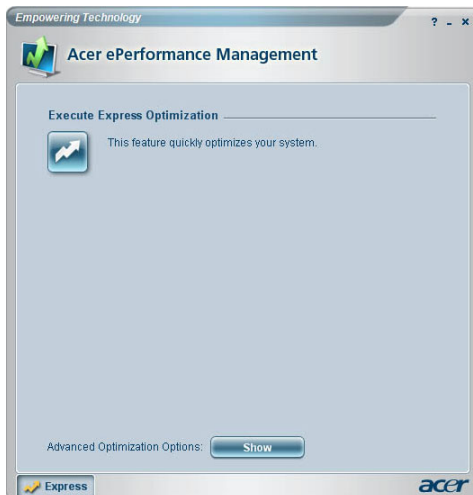 Empowering Technology
? - x
Acer ePerformance Management
Execute Express Optimization
This feature quickly optimizes your system.
Advanced Optimization Options: Show
Express
acer